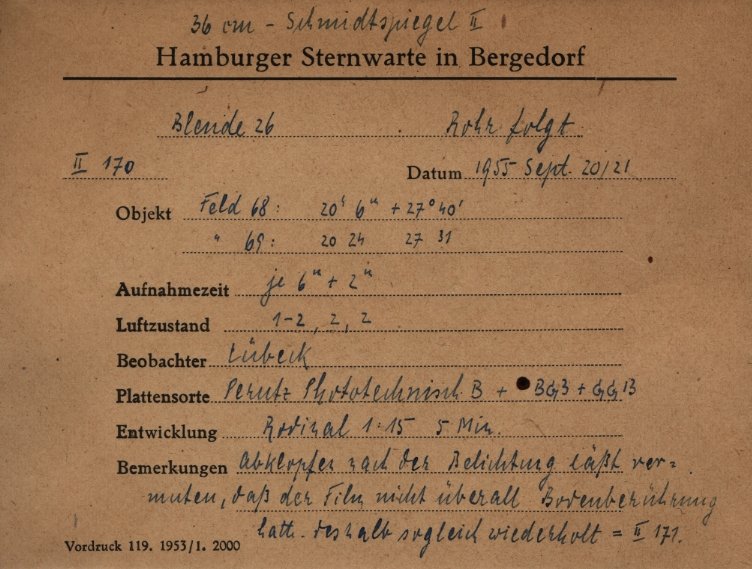 36 cm - Schmidtspiegel II
Hamburger Sternwarte in Bergedorf
Blende 26 . Rohr folgt
II 170 Datum 1955 Sept. 20/21
Objekt Feld 68: 20ʰ 6ᵐ +27° 40'
" 69: 20 24 27 31
Aufnahmezeit je 6ᵐ + 2ᵐ
Luftzustand 1-2, 2, 2
Beobachter Lübeck
Plattensorte Perutz Phototechnisch B + BG3 + GG13
Entwicklung Rodinal 1:15 5 Min.
Bemerkungen Abklopfen nach der Belichtung läßt ver=
muten, daß der Film nicht überall Bodenberührung
hatte. deshalb sogleich wiederholt = II 171.
Vordruck 119. 1953/1. 2000